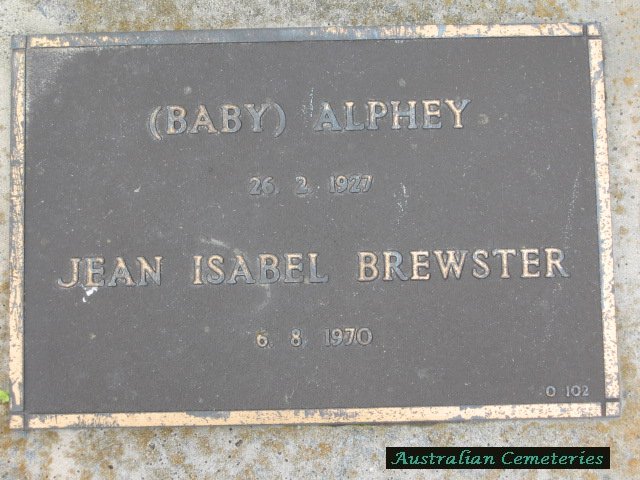 (BABY) ALPHEY
26. 2. 1927
JEAN ISABEL BREWSTER
6. 8. 1970
O 102
Australian Cemeteries